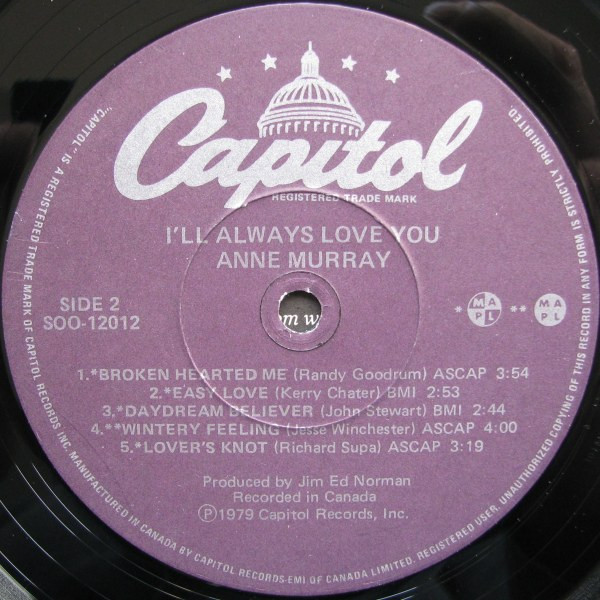 Capitol
REGISTERED TRADE MARK
I'LL ALWAYS LOVE YOU
ANNE MURRAY
SIDE 2
SOO-12012
* MAPL ** MAPL
m w
1.*BROKEN HEARTED ME (Randy Goodrum) ASCAP 3:54
2.*EASY LOVE (Kerry Chater) BMI 2:53
3.*DAYDREAM BELIEVER (John Stewart) BMI 2:44
4.**WINTERY FEELING (Jesse Winchester) ASCAP 4:00
5.*LOVER'S KNOT (Richard Supa) ASCAP 3:19
Produced by Jim Ed Norman
Recorded in Canada
Ⓟ1979 Capitol Records, Inc.
"CAPITOL" IS A REGISTERED TRADE MARK OF CAPITOL RECORDS INC. MANUFACTURED IN CANADA BY CAPITOL RECORDS-EMI OF CANADA LIMITED. REGISTERED USER. UNAUTHORIZED COPYING OF THIS RECORD IN ANY FORM IS STRICTLY PROHIBITED.